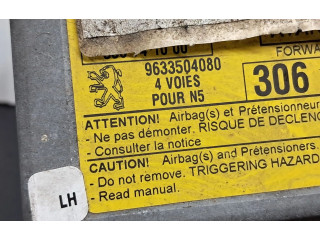 FORWA
9633504080
306
4 VOIES
POUR N5
ATTENTION! Airbag(s) et Prétensionneur
- Ne pas démonter. RISQUE DE DECLENC
- Consulter la notice
CAUTION! Airbag(s) and Pretensioners.
- Do not remove. TRIGGERING HAZARD
- Read manual.
LH